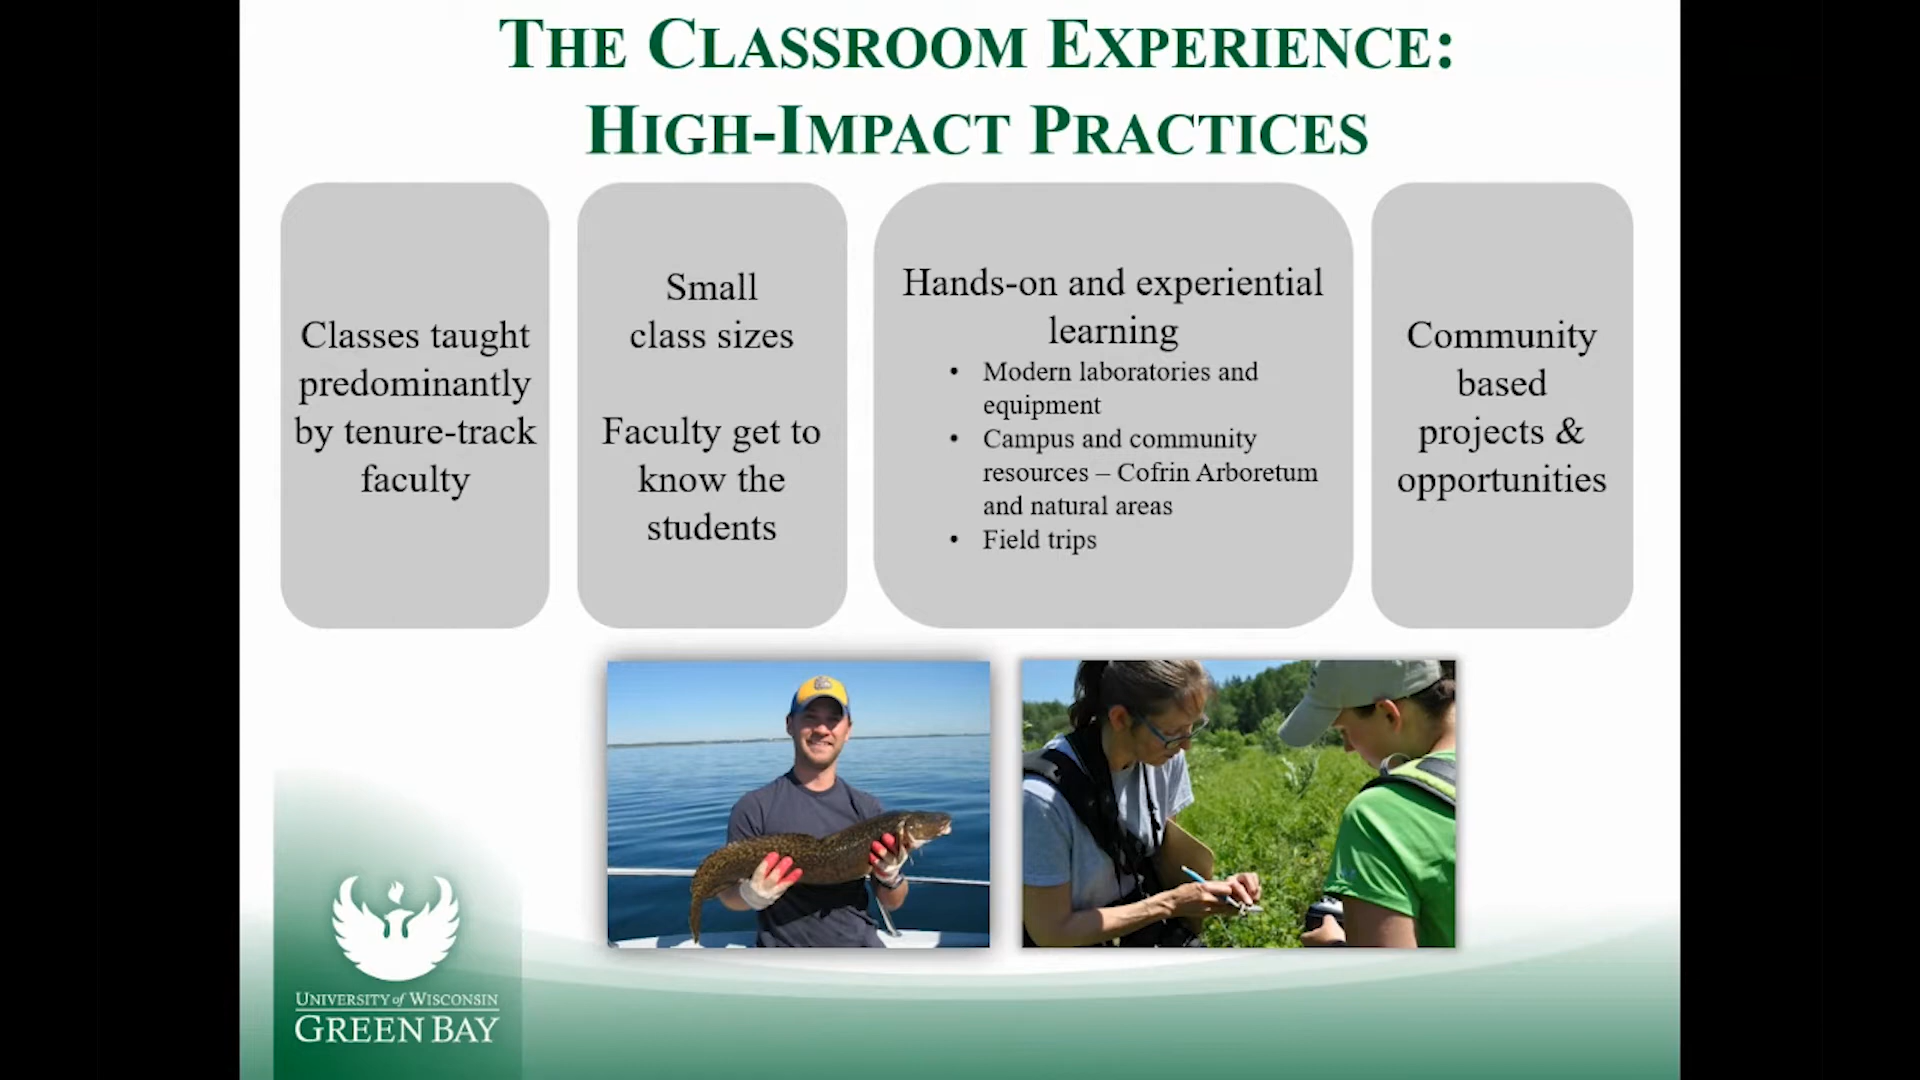 THE CLASSROOM EXPERIENCE:
HIGH-IMPACT PRACTICES
Classes taught
predominantly
by tenure-track
faculty
Small
class sizes
Faculty get to
know the
students
Hands-on and experiential
learning
• Modern laboratories and
equipment
• Campus and community
resources – Cofrin Arboretum
and natural areas
• Field trips
Community
based
projects &
opportunities
UNIVERSITY of WISCONSIN
GREEN BAY